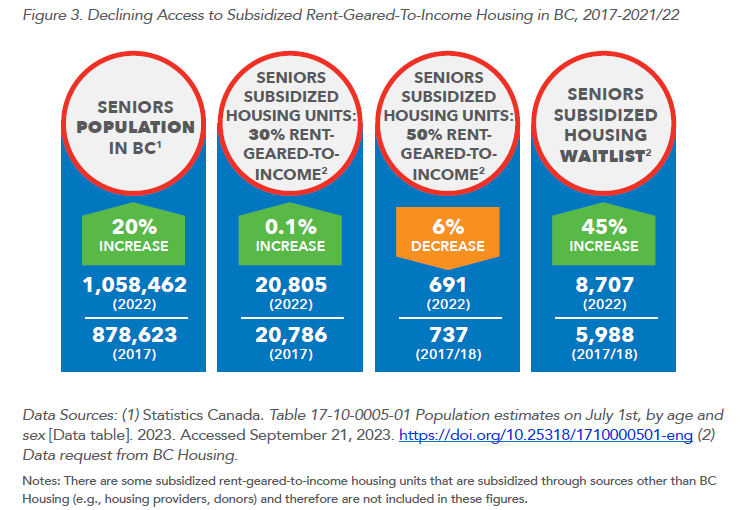 Figure 3. Declining Access to Subsidized Rent-Geared-To-Income Housing in BC, 2017-2021/22
SENIORS
POPULATION
IN BC1
20%
INCREASE
1,058,462
(2022)
878,623
(2017)
SENIORS
SUBSIDIZED
HOUSING UNITS:
30% RENT-
GEARED-TO-
INCOME2
0.1%
INCREASE
20,805
(2022)
20,786
(2017)
SENIORS
SUBSIDIZED
HOUSING UNITS:
50% RENT-
GEARED-TO-
INCOME2
6%
DECREASE
691
(2022)
737
(2017/18)
SENIORS
SUBSIDIZED
HOUSING
WAITLIST2
45%
INCREASE
8,707
(2022)
5,988
(2017/18)
Data Sources: (1) Statistics Canada. Table 17-10-0005-01 Population estimates on July 1st, by age and
sex [Data table]. 2023. Accessed September 21, 2023. https://doi.org/10.25318/1710000501-eng (2)
Data request from BC Housing.
Notes: There are some subsidized rent-geared-to-income housing units that are subsidized through sources other than BC
Housing (e.g., housing providers, donors) and therefore are not included in these figures.